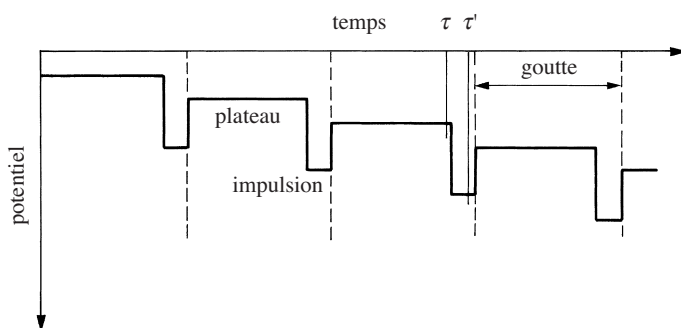 temps
τ
τ'
goutte
plateau
impulsion
potentiel